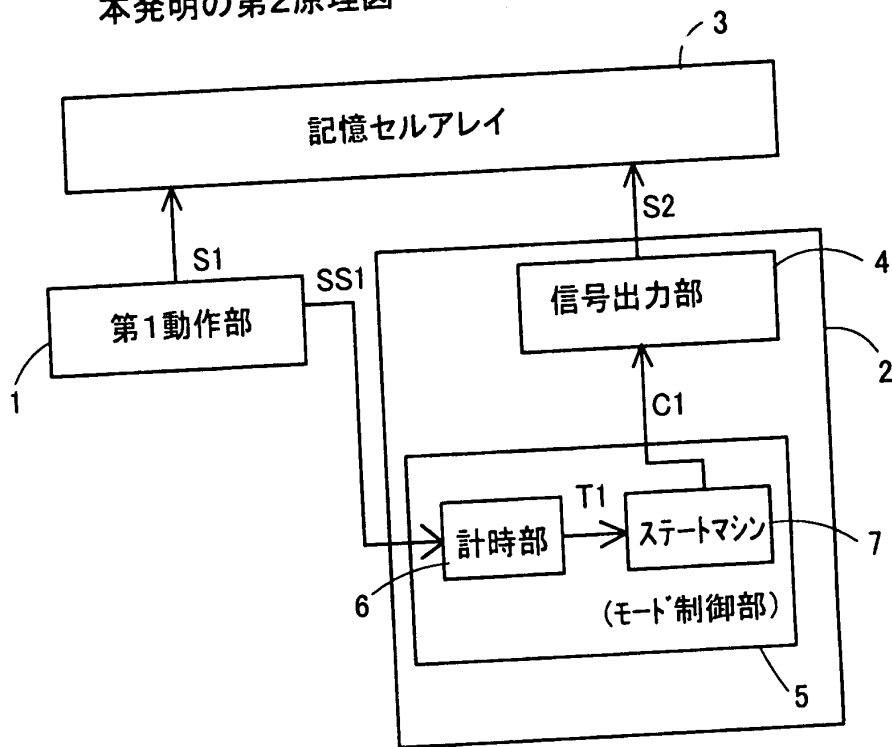 本発明の第2原理図
3
記憶セルアレイ
S1
S2
SS1
第1動作部
1
信号出力部
4
2
C1
計時部
T1
ステートマシン
6
7
(モード制御部)
5